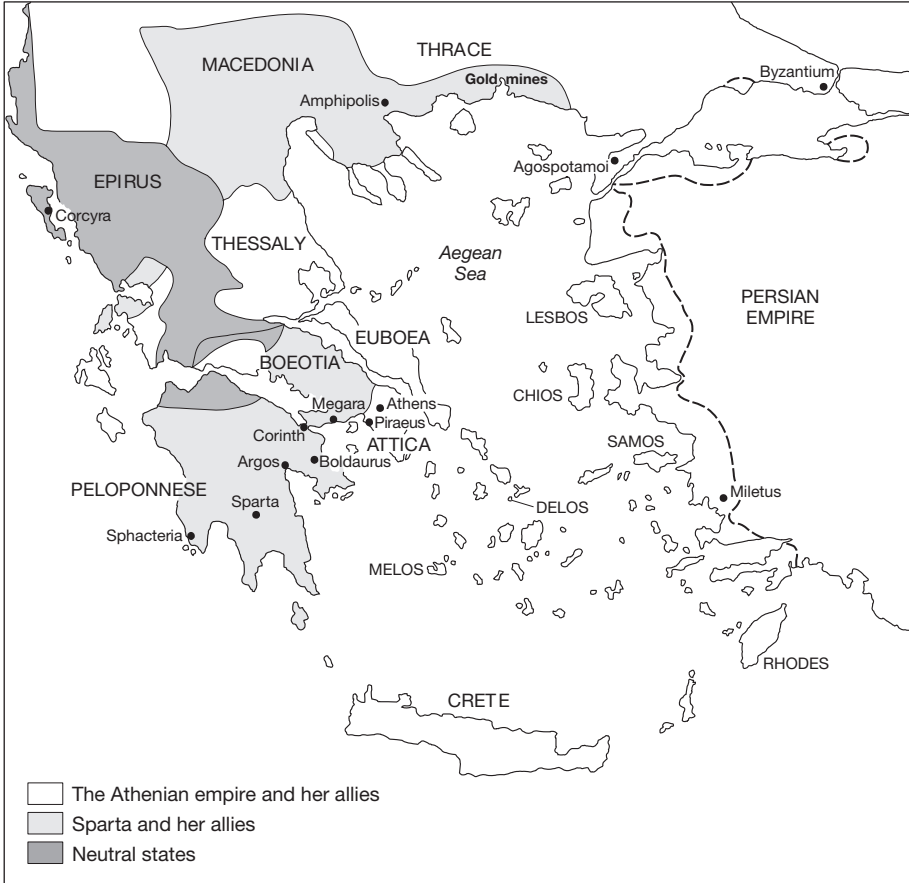 THRACE
MACEDONIA
Gold mines
Byzantium
Amphipolis
Agospotamoi
EPIRUS
Corcyra
THESSALY
Aegean
Sea
PERSIAN
EMPIRE
LESBOS
EUBOEA
BOEOTIA
CHIOS
Megara
Athens
Piraeus
Corinth
ATTICA
SAMOS
Argos
Boldaurus
PELOPONNESE
Sparta
Miletus
DELOS
Sphacteria
MELOS
RHODES
CRETE
The Athenian empire and her allies
Sparta and her allies
Neutral states